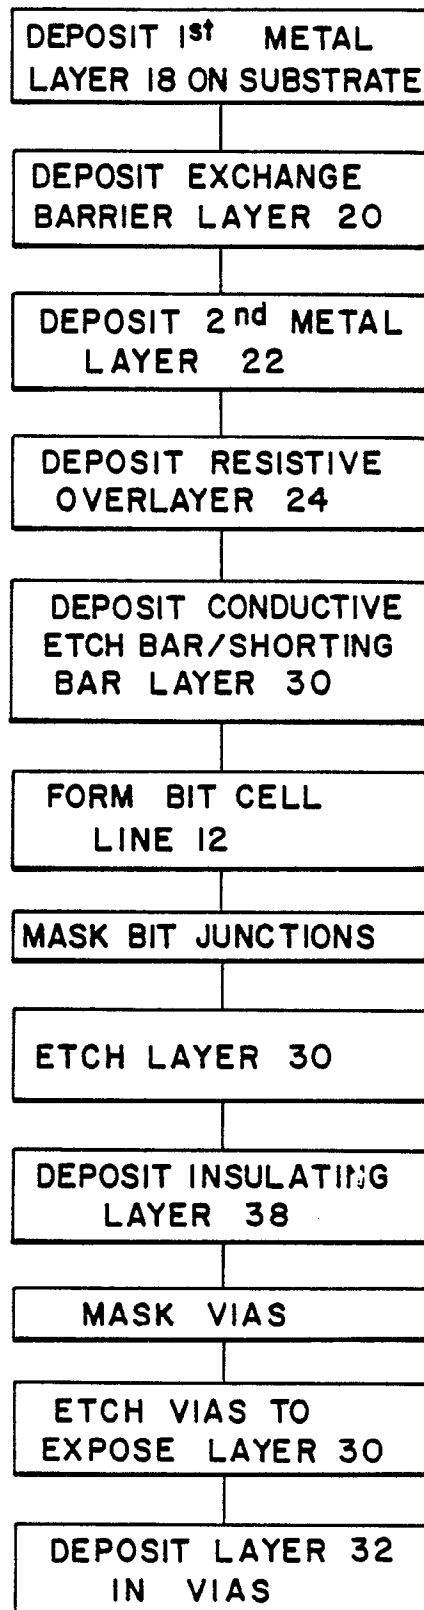 DEPOSIT 1st METAL
LAYER 18 ON SUBSTRATE
DEPOSIT EXCHANGE
BARRIER LAYER 20
DEPOSIT 2nd METAL
LAYER 22
DEPOSIT RESISTIVE
OVERLAYER 24
DEPOSIT CONDUCTIVE
ETCH BAR/SHORTING
BAR LAYER 30
FORM BIT CELL
LINE 12
MASK BIT JUNCTIONS
ETCH LAYER 30
DEPOSIT INSULATING
LAYER 38
MASK VIAS
ETCH VIAS TO
EXPOSE LAYER 30
DEPOSIT LAYER 32
IN VIAS